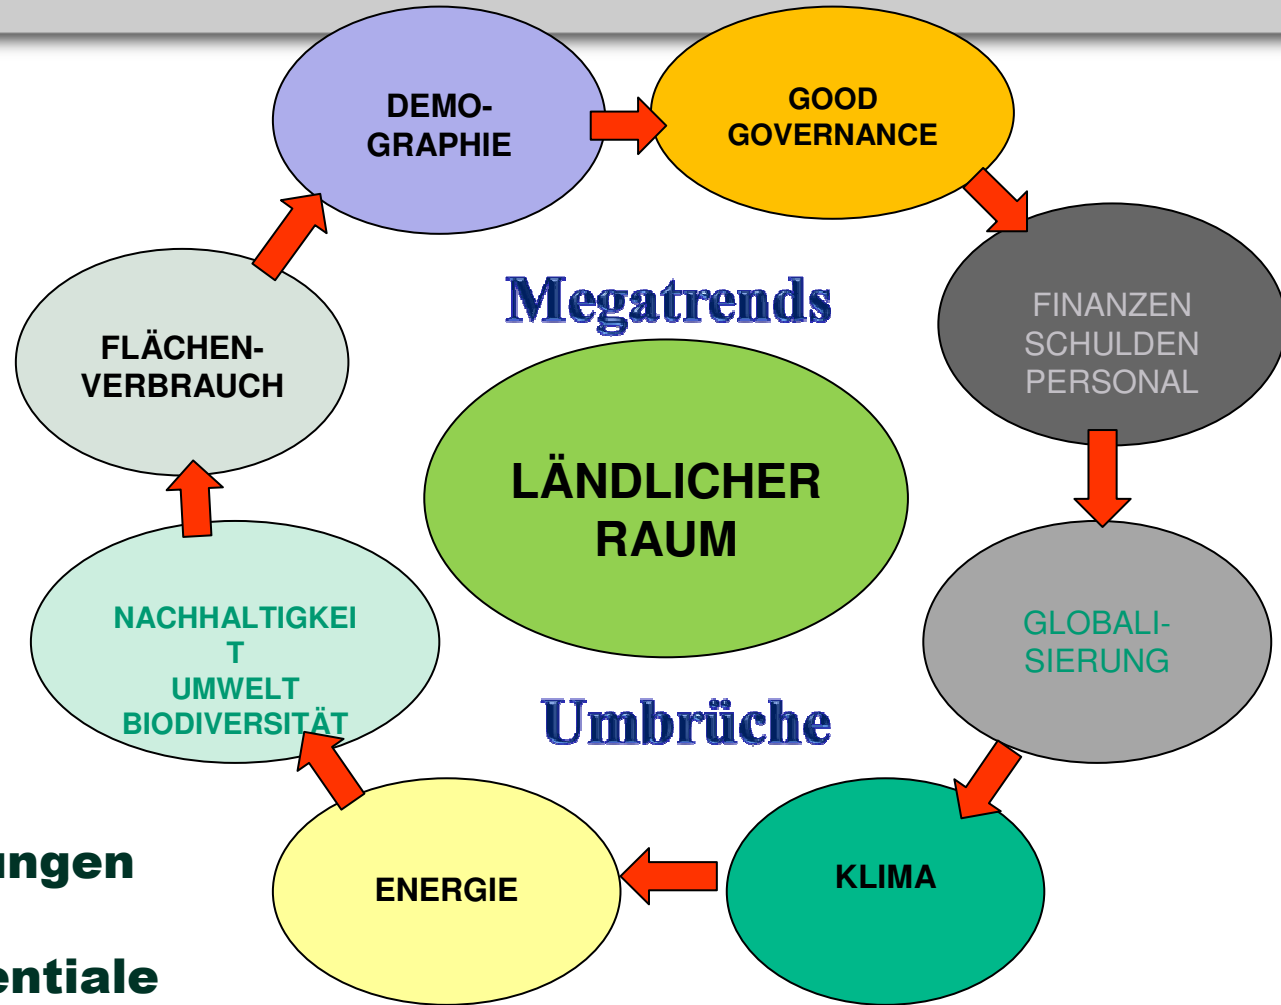 DEMO-
GRAPHIE
GOOD
GOVERNANCE
FINANZEN
SCHULDEN
PERSONAL
Megatrends
FLÄCHEN-
VERBRAUCH
LÄNDLICHER
RAUM
NACHHALTIGKEI
T
UMWELT
BIODIVERSITÄT
GLOBALI-
SIERUNG
Umbrüche
ENERGIE
KLIMA
ungen
entiale